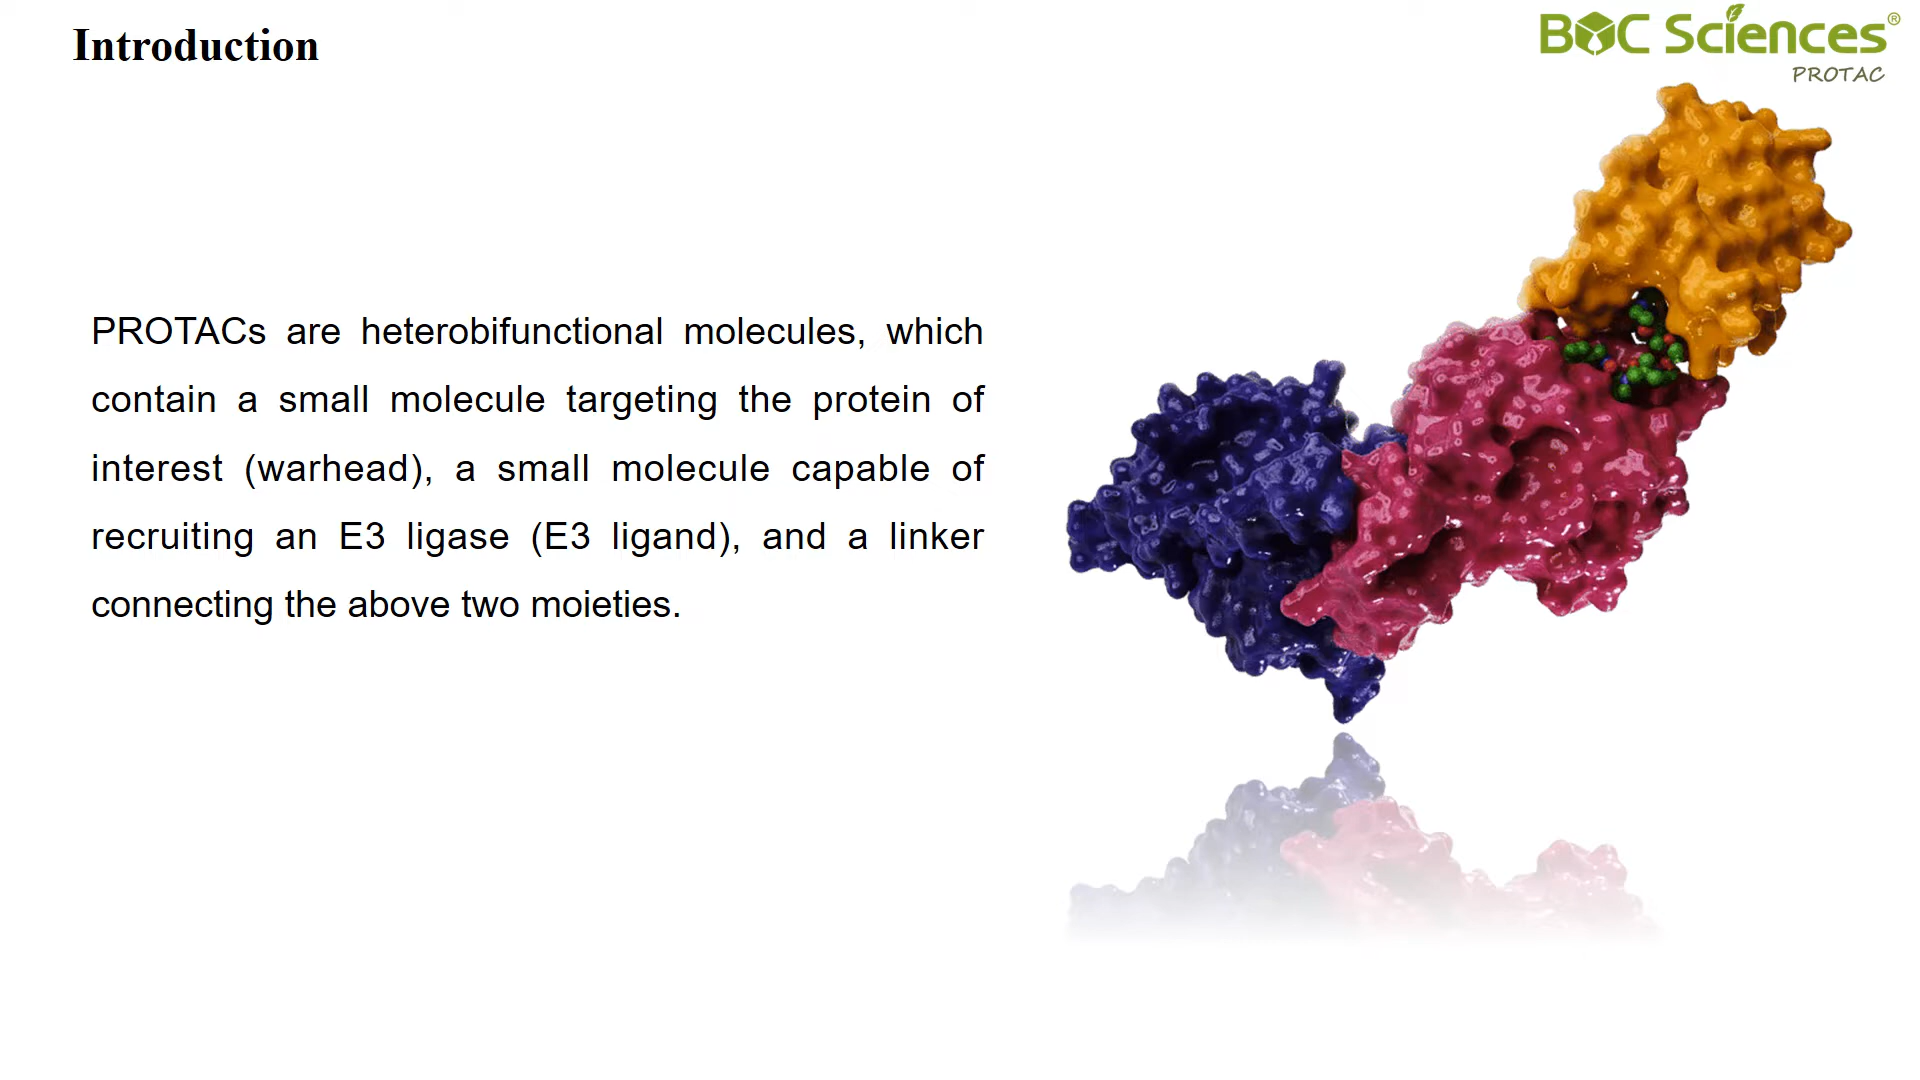 Introduction
BOC Sciences®
PROTAC
PROTACs are heterobifunctional molecules, which
contain a small molecule targeting the protein of
interest (warhead), a small molecule capable of
recruiting an E3 ligase (E3 ligand), and a linker
connecting the above two moieties.